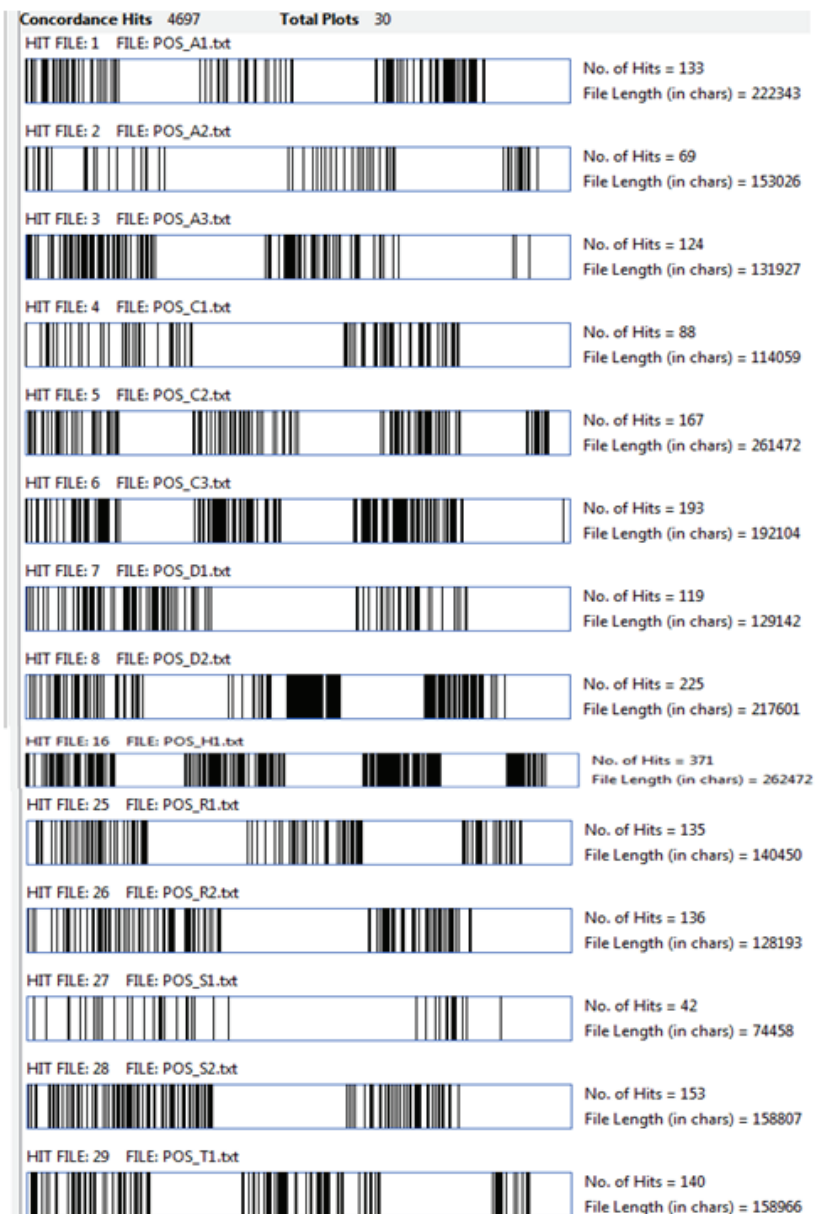 Concordance Hits 4697 Total Plots 30
HIT FILE: 1 FILE: POS_A1.txt
No. of Hits = 133
File Length (in chars) = 222343
HIT FILE: 2 FILE: POS_A2.txt
No. of Hits = 69
File Length (in chars) = 153026
HIT FILE: 3 FILE: POS_A3.txt
No. of Hits = 124
File Length (in chars) = 131927
HIT FILE: 4 FILE: POS_C1.txt
No. of Hits = 88
File Length (in chars) = 114059
HIT FILE: 5 FILE: POS_C2.txt
No. of Hits = 167
File Length (in chars) = 261472
HIT FILE: 6 FILE: POS_C3.txt
No. of Hits = 193
File Length (in chars) = 192104
HIT FILE: 7 FILE: POS_D1.txt
No. of Hits = 119
File Length (in chars) = 129142
HIT FILE: 8 FILE: POS_D2.txt
No. of Hits = 225
File Length (in chars) = 217601
HIT FILE: 16 FILE: POS_H1.txt
No. of Hits = 371
File Length (in chars) = 262472
HIT FILE: 25 FILE: POS_R1.txt
No. of Hits = 135
File Length (in chars) = 140450
HIT FILE: 26 FILE: POS_R2.txt
No. of Hits = 136
File Length (in chars) = 128193
HIT FILE: 27 FILE: POS_S1.txt
No. of Hits = 42
File Length (in chars) = 74458
HIT FILE: 28 FILE: POS_S2.txt
No. of Hits = 153
File Length (in chars) = 158807
HIT FILE: 29 FILE: POS_T1.txt
No. of Hits = 140
File Length (in chars) = 158966